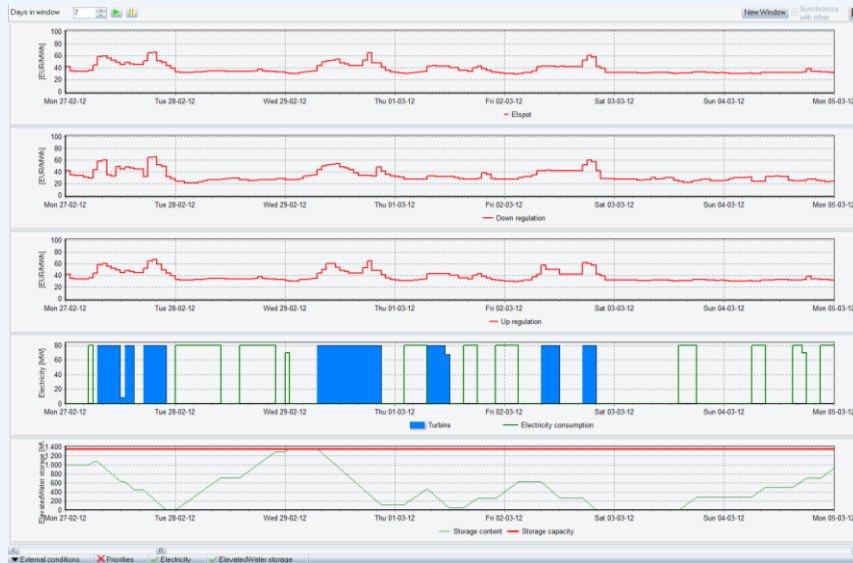 Days in window 7 New Window Synchronize with other
[EUR/MWh]
100
80
60
40
20
0
Mon 27-02-12 Tue 28-02-12 Wed 29-02-12 Thu 01-03-12 Fri 02-03-12 Sat 03-03-12 Sun 04-03-12 Mon 05-03-12
Elspot
[EUR/MWh]
100
80
60
40
20
0
Mon 27-02-12 Tue 28-02-12 Wed 29-02-12 Thu 01-03-12 Fri 02-03-12 Sat 03-03-12 Sun 04-03-12 Mon 05-03-12
Down regulation
[EUR/MWh]
100
80
60
40
20
0
Mon 27-02-12 Tue 28-02-12 Wed 29-02-12 Thu 01-03-12 Fri 02-03-12 Sat 03-03-12 Sun 04-03-12 Mon 05-03-12
Up regulation
Electricity [MW]
80
60
40
20
0
Mon 27-02-12 Tue 28-02-12 Wed 29-02-12 Thu 01-03-12 Fri 02-03-12 Sat 03-03-12 Sun 04-03-12 Mon 05-03-12
Turbine Electricity consumption
ElevatedWater storage [M
1.400
1.200
1.000
800
600
400
200
0
Mon 27-02-12 Tue 28-02-12 Wed 29-02-12 Thu 01-03-12 Fri 02-03-12 Sat 03-03-12 Sun 04-03-12 Mon 05-03-12
Storage content Storage capacity
External conditions Priorities Electricity ElevatedWater storage